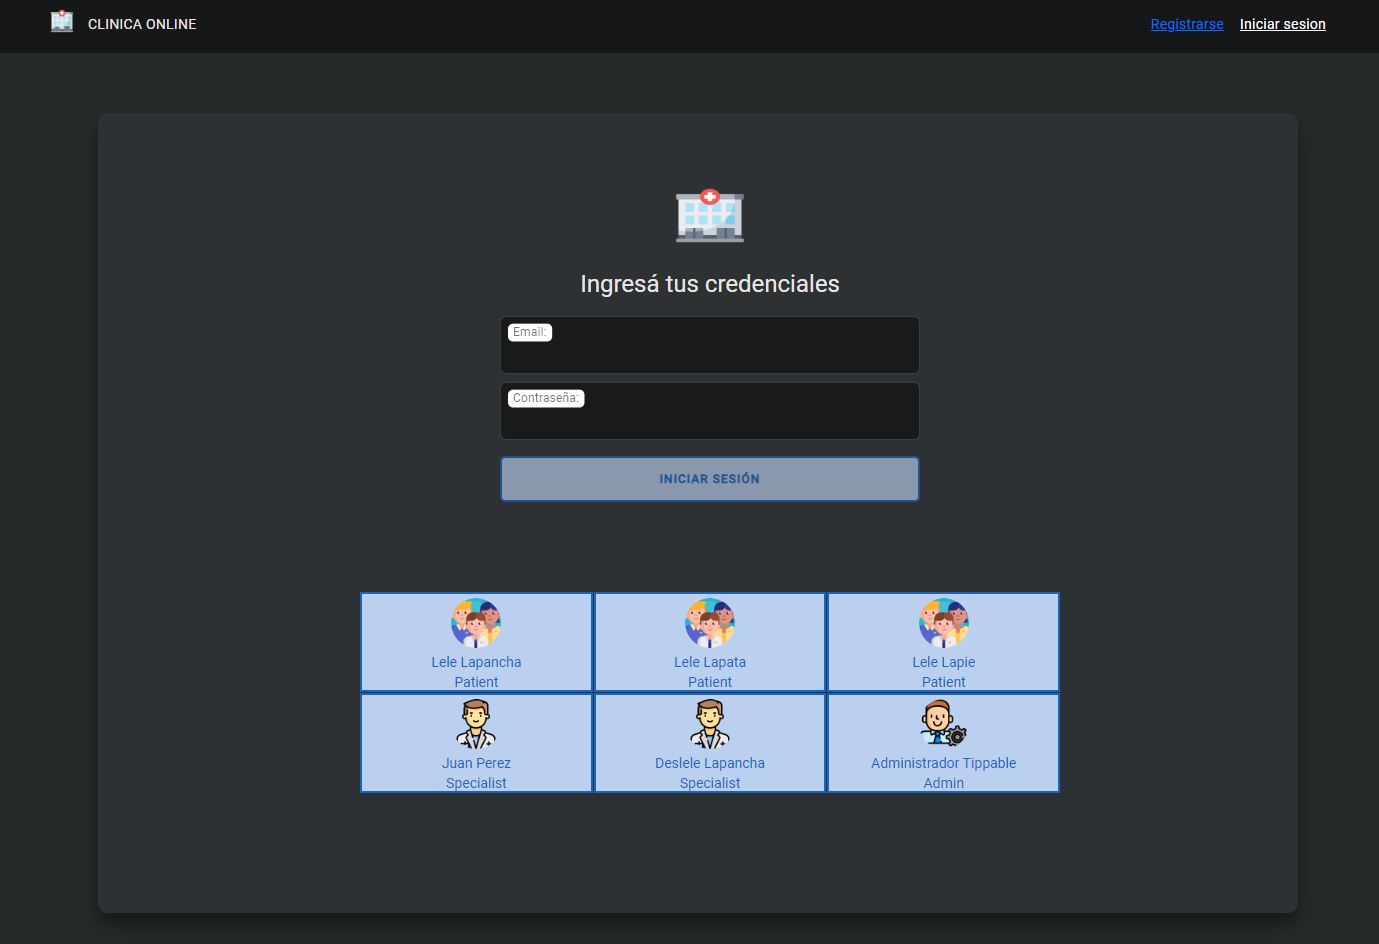 CLINICA ONLINE
Registrarse Iniciar sesion
Ingresá tus credenciales
Email:
Contraseña:
INICIAR SESIÓN
Lele Lapancha
Patient
Lele Lapata
Patient
Lele Lapie
Patient
Juan Perez
Specialist
Deslele Lapancha
Specialist
Administrador Tippable
Admin